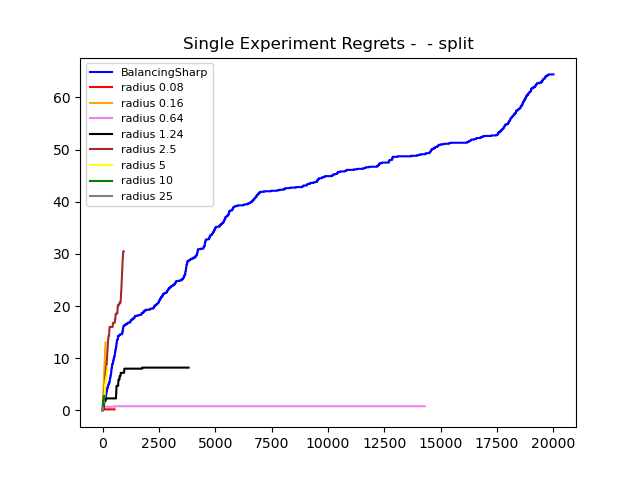 Single Experiment Regrets -  - split
BalancingSharp
radius 0.08
radius 0.16
radius 0.64
radius 1.24
radius 2.5
radius 5
radius 10
radius 25
60
50
40
30
20
10
0
0 2500 5000 7500 10000 12500 15000 17500 20000